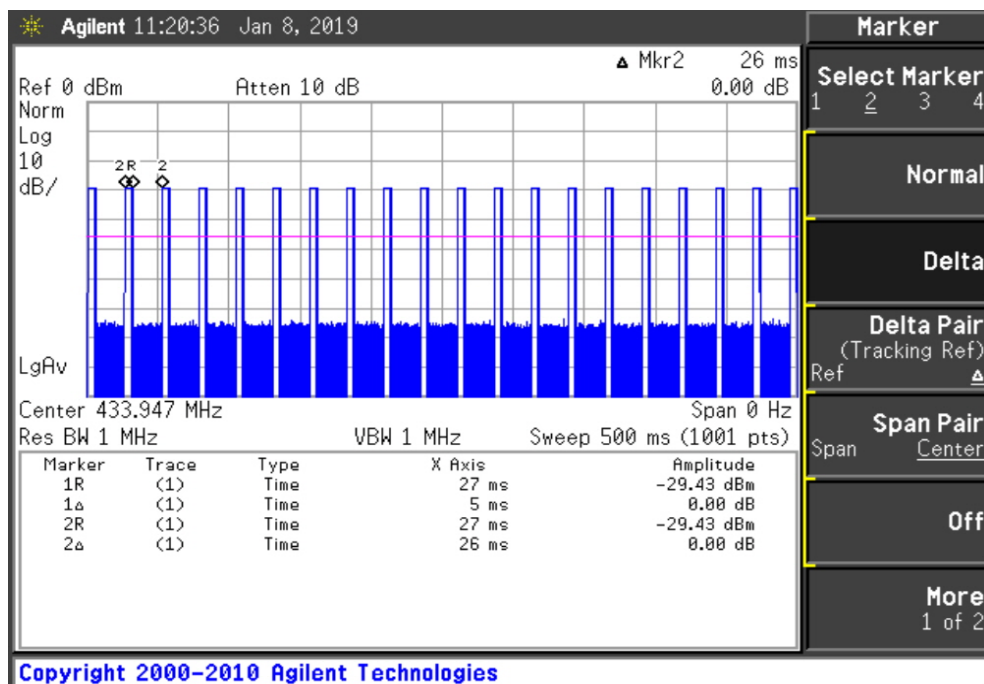 Agilent 11:20:36 Jan 8, 2019
Δ Mkr2 26 ms
Ref 0 dBm Atten 10 dB 0.00 dB
Norm
Log
10
dB/
2R 2
LgAv
Center 433.947 MHz Span 0 Hz
Res BW 1 MHz VBW 1 MHz Sweep 500 ms (1001 pts)
Marker Trace Type X Axis Amplitude
1R (1) Time 27 ms -29.43 dBm
1Δ (1) Time 5 ms 0.00 dB
2R (1) Time 27 ms -29.43 dBm
2Δ (1) Time 26 ms 0.00 dB
Marker
Select Marker
1 2 3 4
Normal
Delta
Delta Pair
(Tracking Ref)
Ref Δ
Span Pair
Span Center
Off
More
1 of 2
Copyright 2000-2010 Agilent Technologies